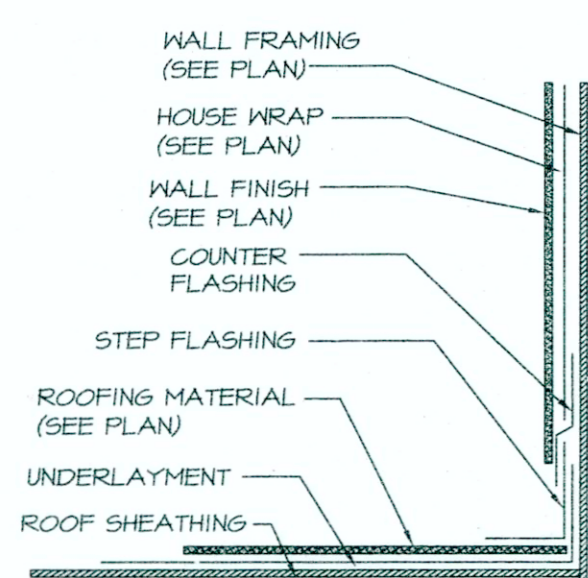 WALL FRAMING
(SEE PLAN)
HOUSE WRAP
(SEE PLAN)
WALL FINISH
(SEE PLAN)
COUNTER
FLASHING
STEP FLASHING
ROOFING MATERIAL
(SEE PLAN)
UNDERLAYMENT
ROOF SHEATHING